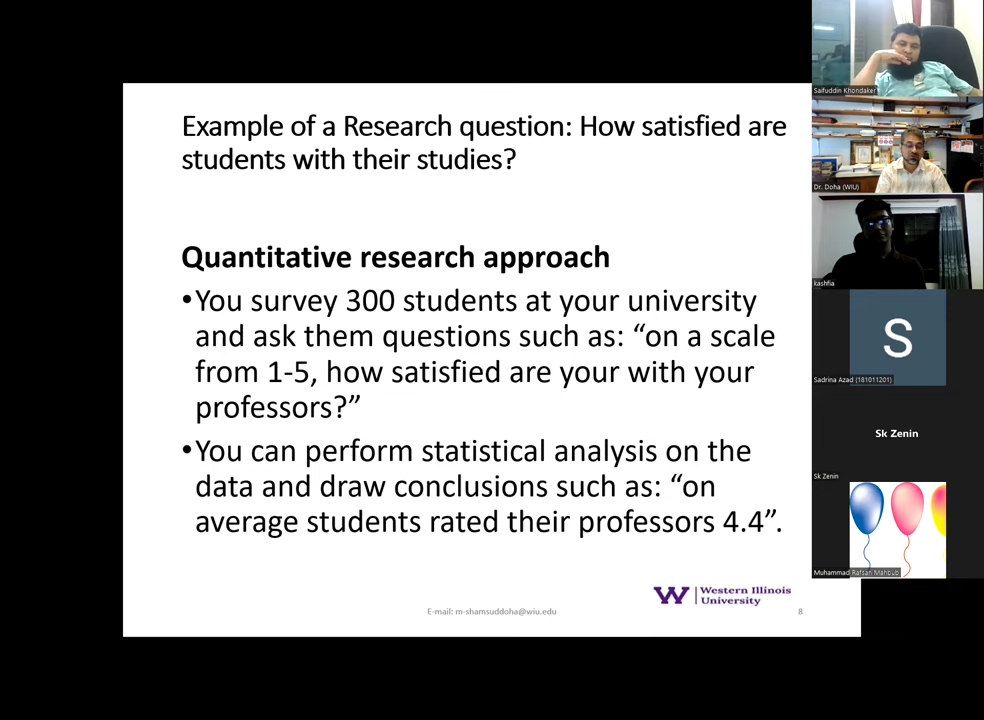 Example of a Research question: How satisfied are
students with their studies?
Quantitative research approach
•You survey 300 students at your university
and ask them questions such as: “on a scale
from 1-5, how satisfied are your with your
professors?”
•You can perform statistical analysis on the
data and draw conclusions such as: “on
average students rated their professors 4.4”.
W Western Illinois
University
E-mail: m-shamsuddoha@wiu.edu
8
Saifuddin Khondaker
Dr. Doha (WIU)
kashfia
S
Sadrina Azad (181011201)
Sk Zenin
Sk Zenin
Muhammad Rafsan Mahbub